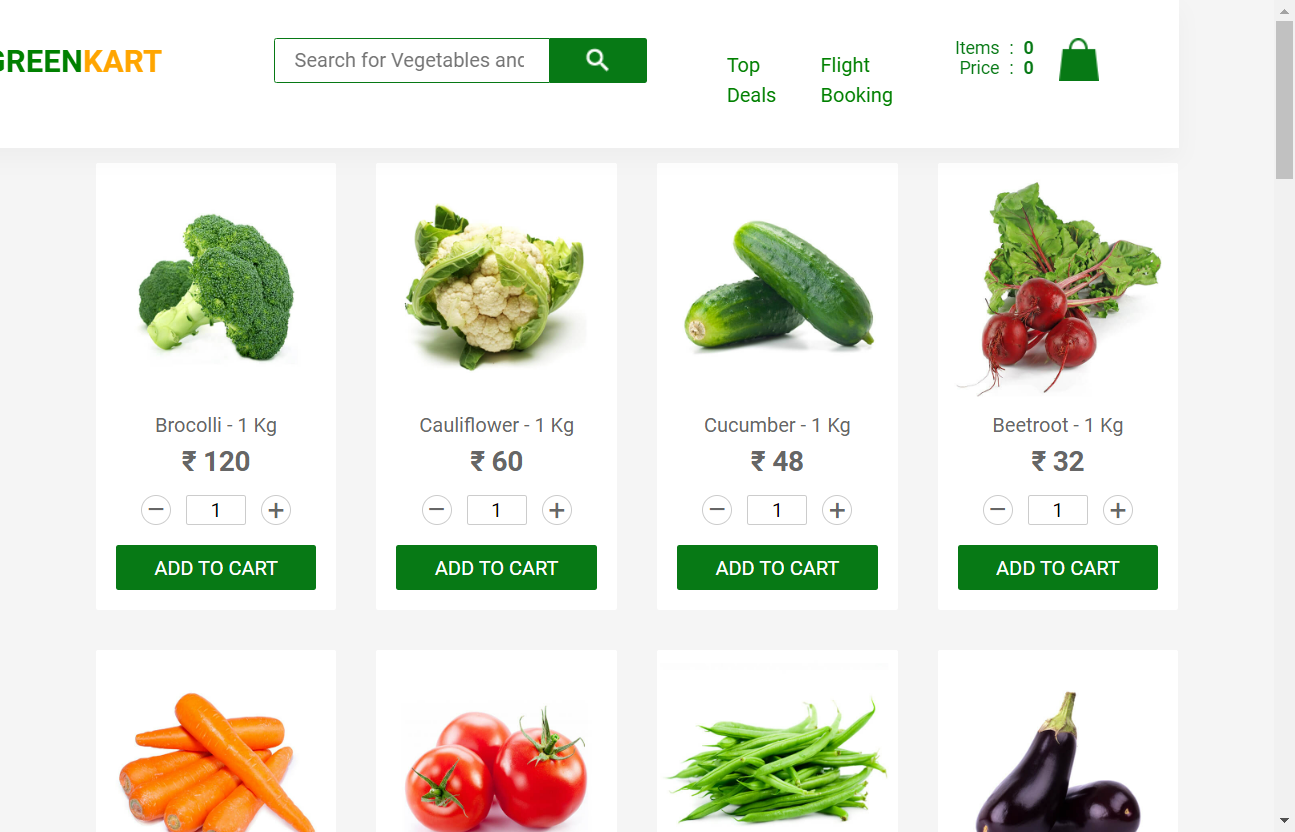 GREENKART
Search for Vegetables and
Top Deals
Flight Booking
Items : 0
Price : 0
Brocolli - 1 Kg
₹ 120
1
ADD TO CART
Cauliflower - 1 Kg
₹ 60
1
ADD TO CART
Cucumber - 1 Kg
₹ 48
1
ADD TO CART
Beetroot - 1 Kg
₹ 32
1
ADD TO CART